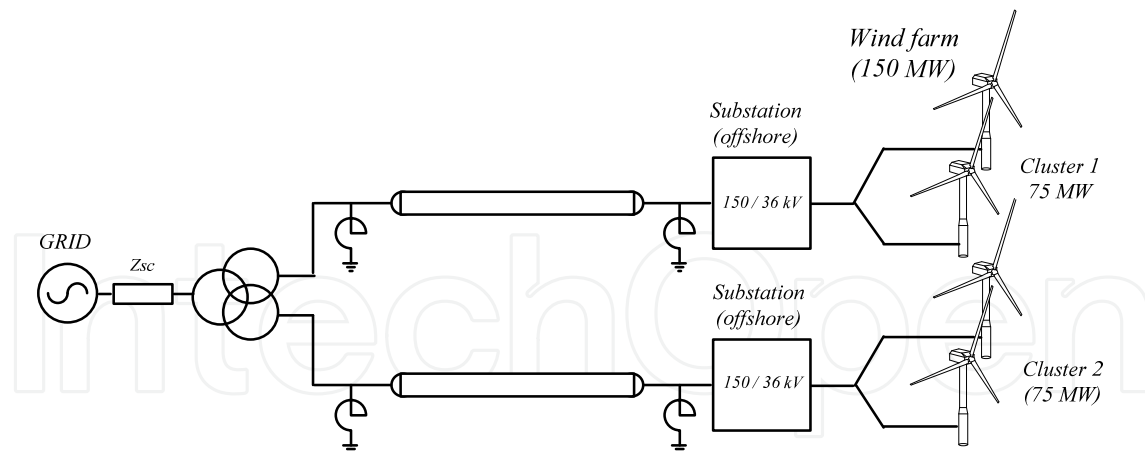 Wind farm
(150 MW)
Substation
(offshore)
150 / 36 kV
Cluster 1
75 MW
GRID
Zsc
Substation
(offshore)
150 / 36 kV
Cluster 2
(75 MW)
IntechOpen